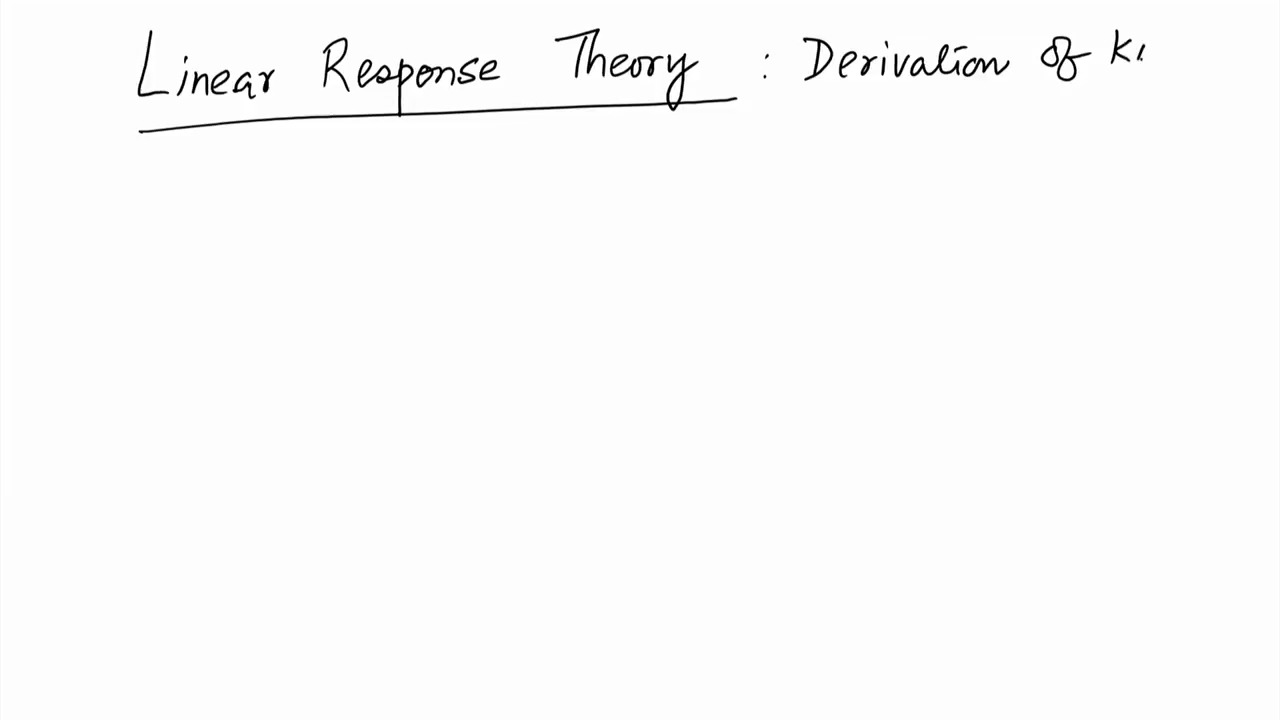 Linear Response Theory : Derivation of K